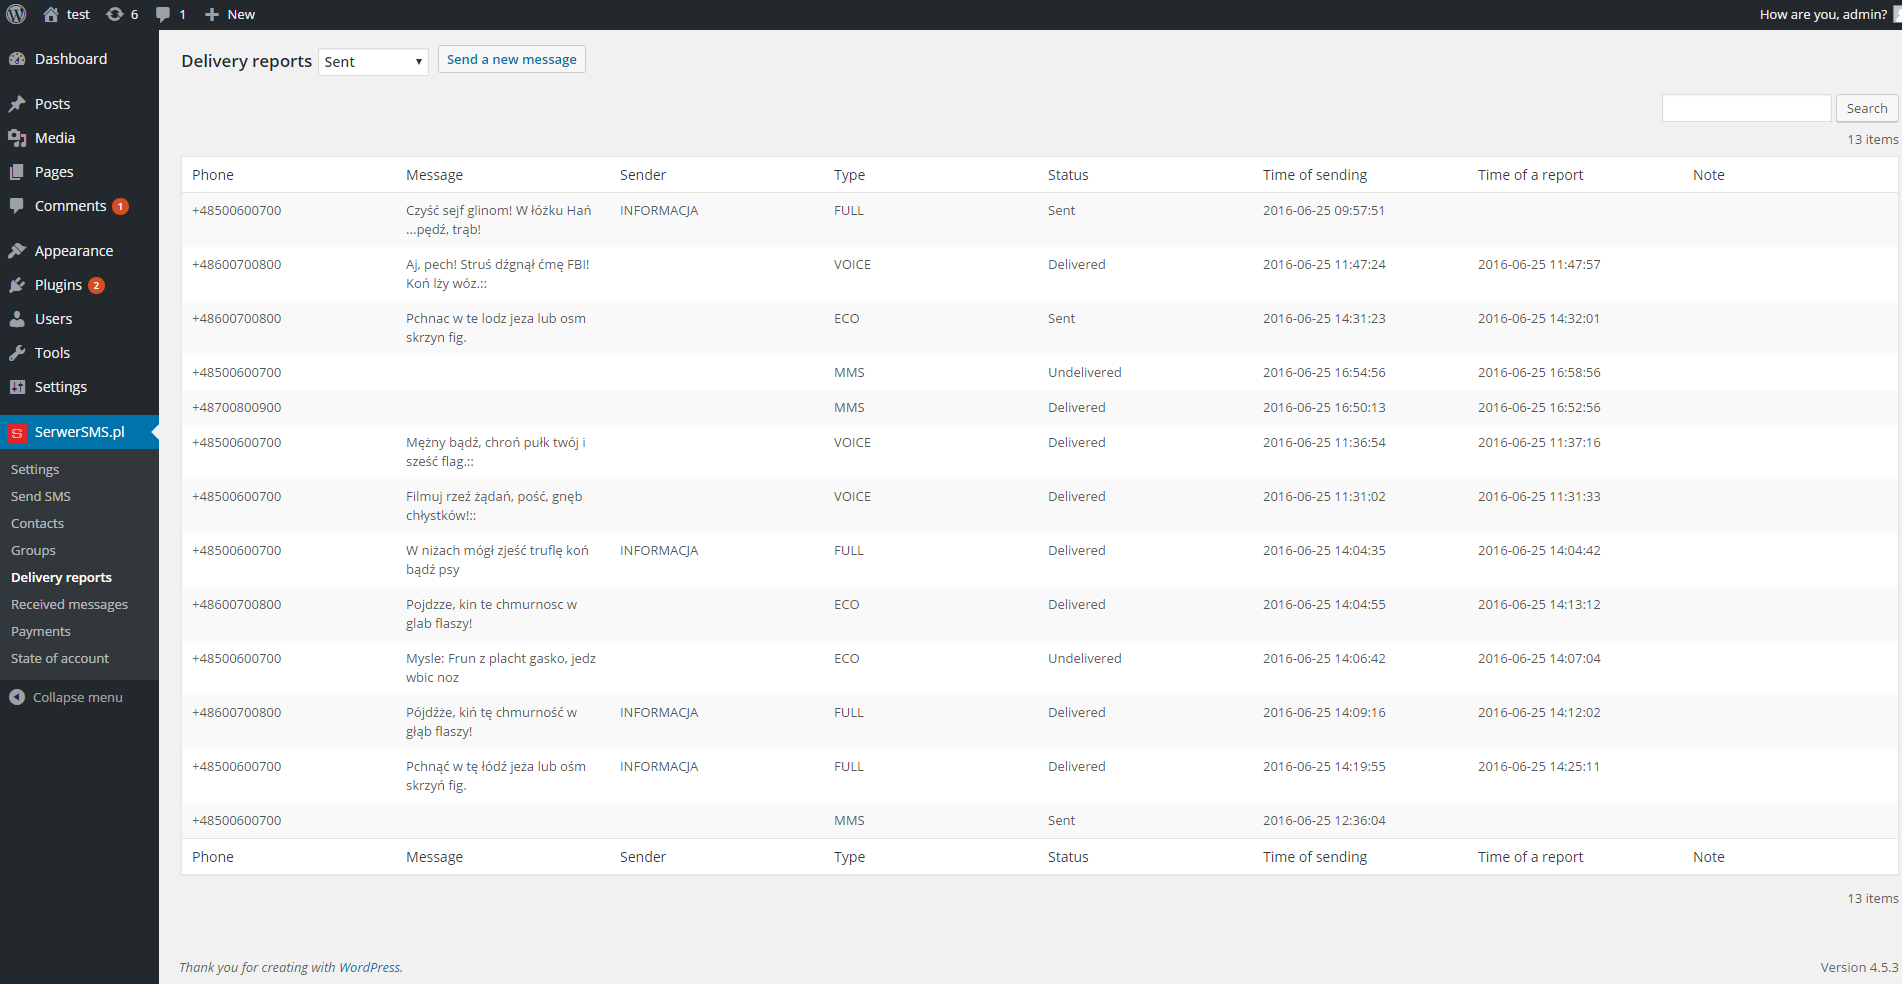 test 6 1 New How are you, admin?
Dashboard
Posts
Media
Pages
Comments 1
Appearance
Plugins 2
Users
Tools
Settings
SerwerSMS.pl
Settings
Send SMS
Contacts
Groups
Delivery reports
Received messages
Payments
State of account
Collapse menu
Delivery reports Sent Send a new message
Search
13 items
Phone Message Sender Type Status Time of sending Time of a report Note
+48500600700 Czyść sejf glinom! W łóżku Hań INFORMACJA FULL Sent 2016-06-25 09:57:51
...pędź, trąb!
+48600700800 Aj, pech! Struś dźgnął ćmę FBI! VOICE Delivered 2016-06-25 11:47:24 2016-06-25 11:47:57
Koń lży wóz.::
+48600700800 Pchnac w te lodz jeza lub osm ECO Sent 2016-06-25 14:31:23 2016-06-25 14:32:01
skrzyn fig.
+48500600700 MMS Undelivered 2016-06-25 16:54:56 2016-06-25 16:58:56
+48700800900 MMS Delivered 2016-06-25 16:50:13 2016-06-25 16:52:56
+48500600700 Mężny bądź, chroń pułk twój i VOICE Delivered 2016-06-25 11:36:54 2016-06-25 11:37:16
sześć flag.::
+48500600700 Filmuj rzeź żądań, pość, gnęb VOICE Delivered 2016-06-25 11:31:02 2016-06-25 11:31:33
chłystków!::
+48500600700 W niżach mógł zjeść truflę koń INFORMACJA FULL Delivered 2016-06-25 14:04:35 2016-06-25 14:04:42
bądź psy
+48600700800 Pojdzze, kin te chmurnosc w ECO Delivered 2016-06-25 14:04:55 2016-06-25 14:13:12
glab flaszy!
+48500600700 Mysle: Frun z placht gasko, jedz ECO Undelivered 2016-06-25 14:06:42 2016-06-25 14:07:04
wbic noz
+48600700800 Pójdźże, kiń tę chmurność w INFORMACJA FULL Delivered 2016-06-25 14:09:16 2016-06-25 14:12:02
głąb flaszy!
+48500600700 Pchnąć w tę łódź jeża lub ośm INFORMACJA FULL Delivered 2016-06-25 14:19:55 2016-06-25 14:25:11
skrzyń fig.
+48500600700 MMS Sent 2016-06-25 12:36:04
Phone Message Sender Type Status Time of sending Time of a report Note
13 items
Thank you for creating with WordPress. Version 4.5.3